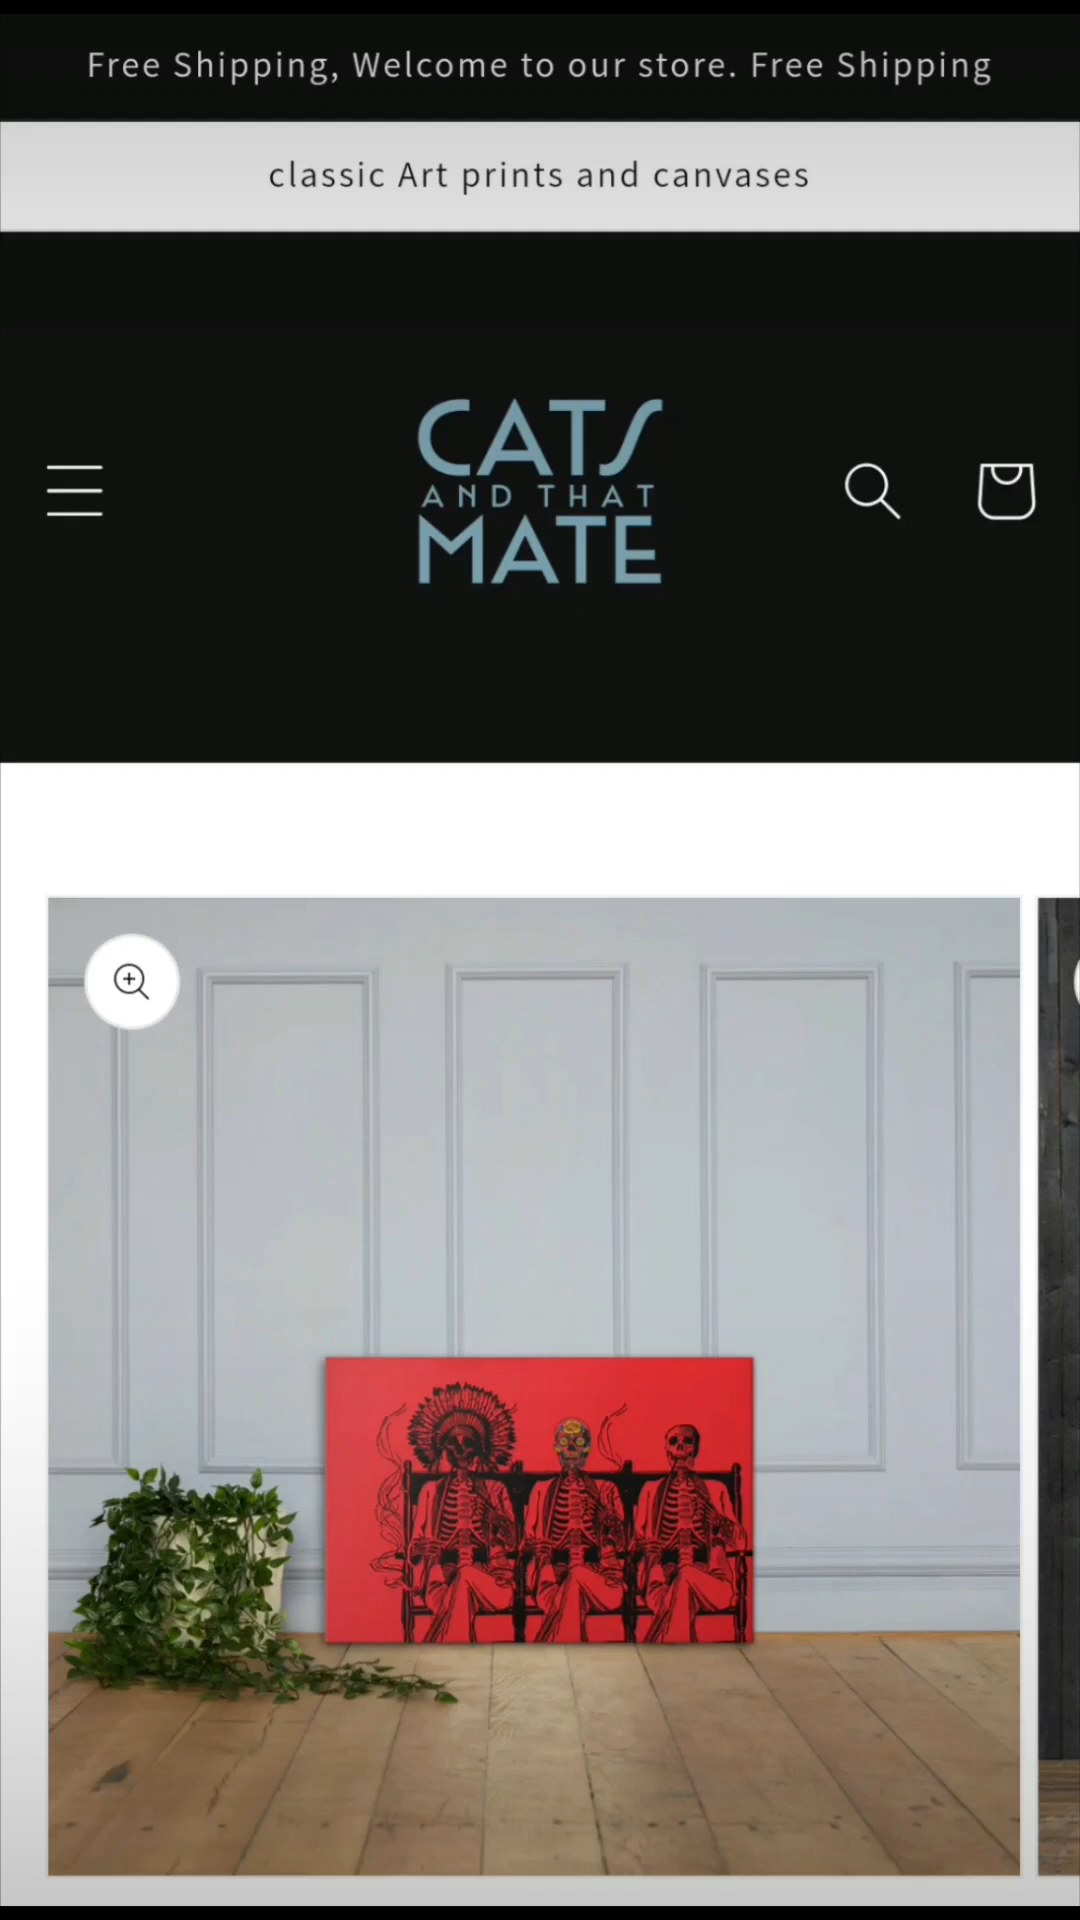 Free Shipping, Welcome to our store. Free Shipping
classic Art prints and canvases
CATS
AND THAT
MATE